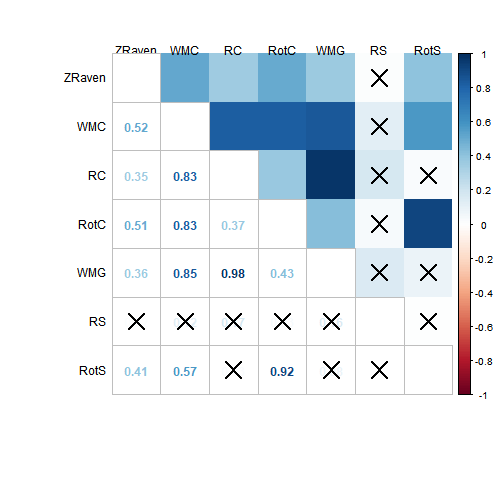 ZRaven WMC RC RotC WMG RS RotS
ZRaven
WMC 0.52
RC 0.35 0.83
RotC 0.51 0.83 0.37
WMG 0.36 0.85 0.98 0.43
RS
RotS 0.41 0.57 0.92
1
0.8
0.6
0.4
0.2
0
-0.2
-0.4
-0.6
-0.8
-1